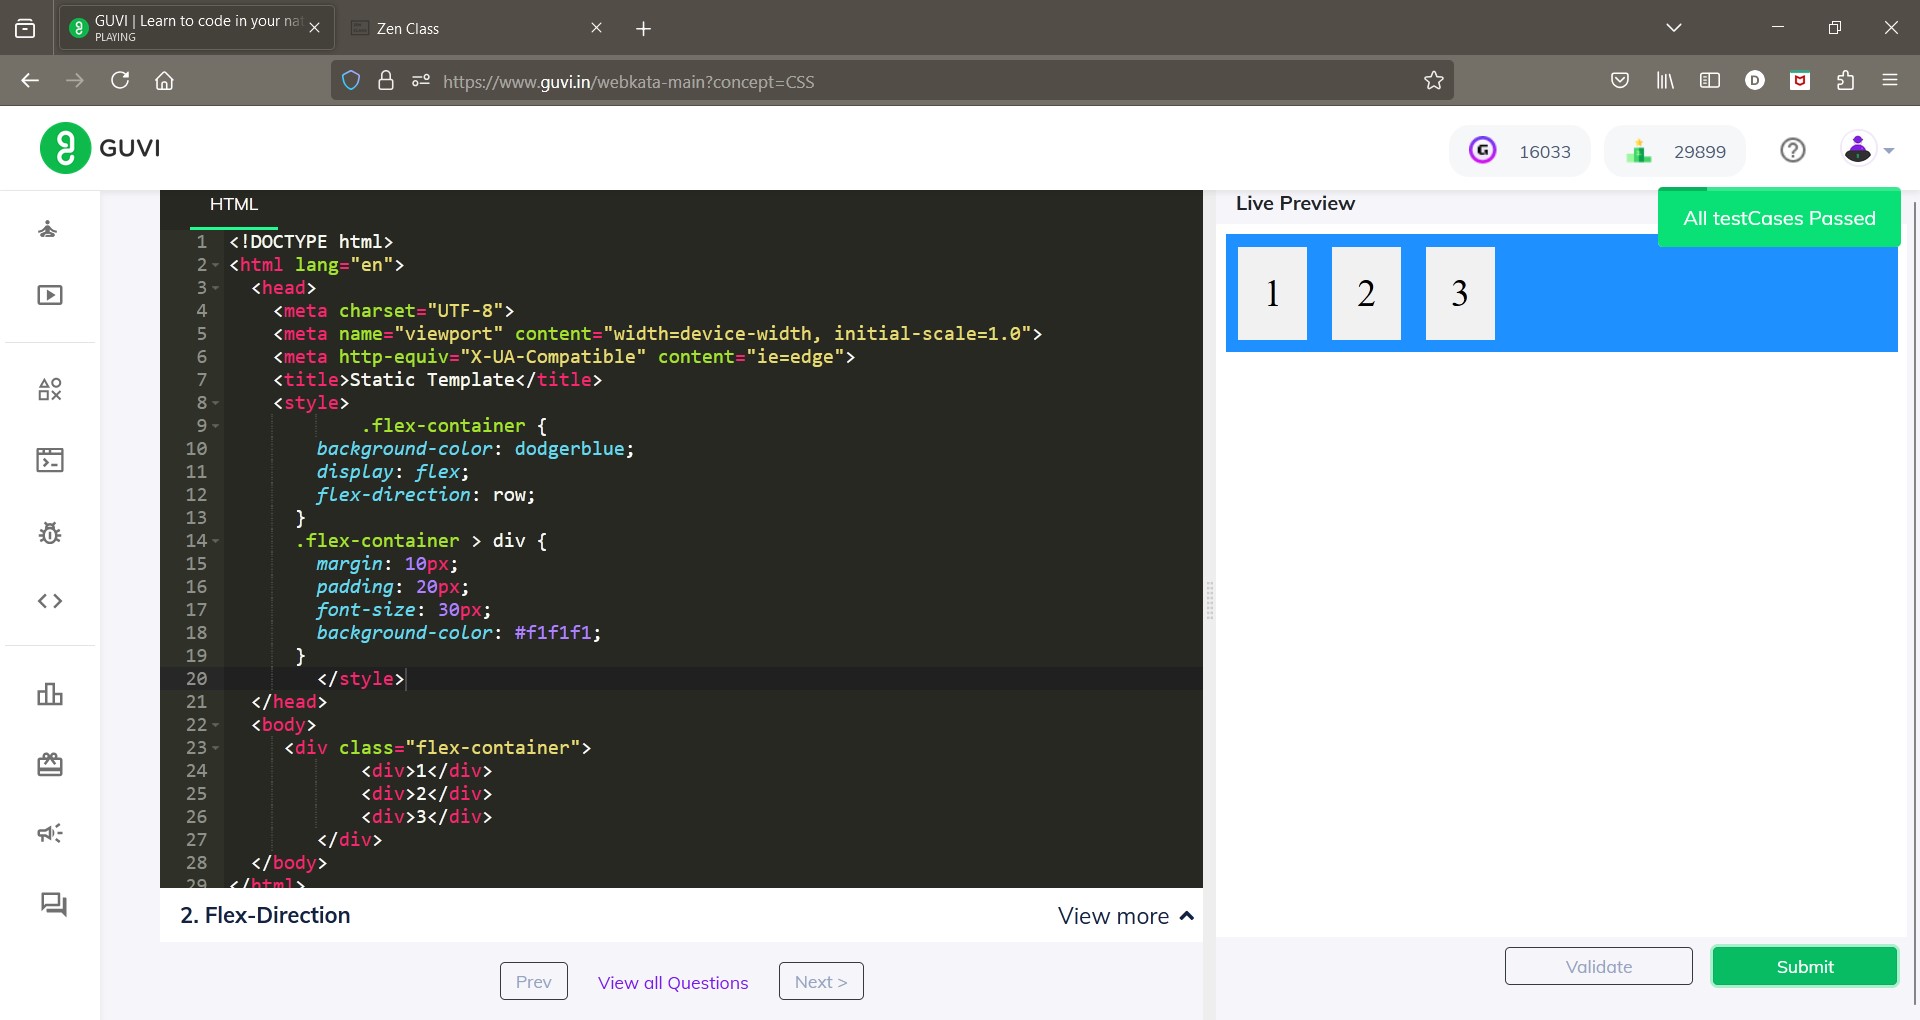 GUVI | Learn to code in your nat
PLAYING
Zen Class
https://www.guvi.in/webkata-main?concept=CSS
GUVI
16033
29899
HTML
Live Preview
All testCases Passed
1 <!DOCTYPE html>
2 <html lang="en">
3 <head>
4 <meta charset="UTF-8">
5 <meta name="viewport" content="width=device-width, initial-scale=1.0">
6 <meta http-equiv="X-UA-Compatible" content="ie=edge">
7 <title>Static Template</title>
8 <style>
9 .flex-container {
10 background-color: dodgerblue;
11 display: flex;
12 flex-direction: row;
13 }
14 .flex-container > div {
15 margin: 10px;
16 padding: 20px;
17 font-size: 30px;
18 background-color: #f1f1f1;
19 }
20 </style>
21 </head>
22 <body>
23 <div class="flex-container">
24 <div>1</div>
25 <div>2</div>
26 <div>3</div>
27 </div>
28 </body>
29 </html>
1 2 3
2. Flex-Direction
View more
Prev
View all Questions
Next >
Validate
Submit